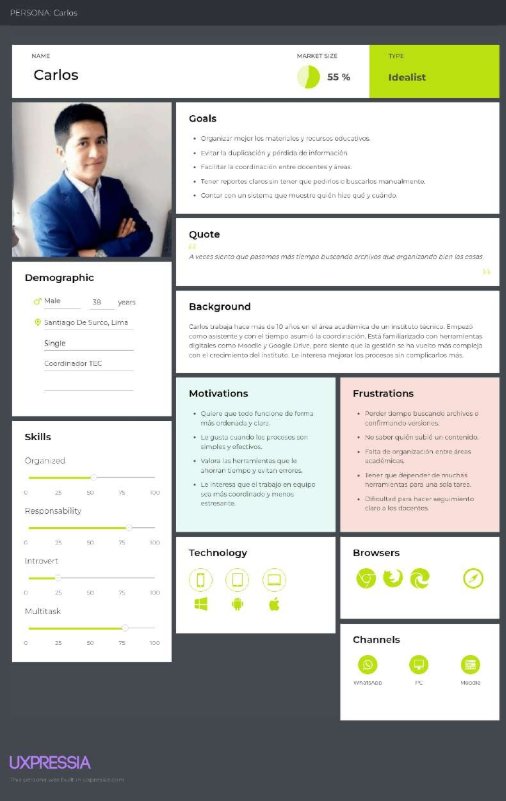 PERSONA: Carlos
NAME
Carlos
MARKET SIZE
55 %
TYPE
Idealist
Goals
Organizar mejor los materiales y recursos educativos.
Evitar la duplicación y pérdida de información.
Facilitar la coordinación entre docentes y áreas.
Tener reportes claros sin tener que pedirlos o buscarlos manualmente.
Contar con un sistema que muestre quién hizo qué y cuándo.
Quote
A veces siento que pasamos más tiempo buscando archivos que organizando bien las cosas.
Demographic
Male 38 years
Santiago De Surco, Lima
Single
Coordinador TEC
Background
Carlos trabaja hace más de 10 años en el área académica de un instituto técnico. Empezó
como asistente y con el tiempo asumió la coordinación. Está familiarizado con herramientas
digitales como Moodle y Google Drive, pero siente que la gestión se ha vuelto más compleja
con el crecimiento del instituto. Le interesa mejorar los procesos sin complicarlos más.
Motivations
Quiere que todo funcione de forma
más ordenada y clara.
Le gusta cuando los procesos son
simples y efectivos.
Valora las herramientas que le
ahorran tiempo y evitan errores.
Le interesa que el trabajo en equipo
sea más coordinado y menos
estresante.
Frustrations
Perder tiempo buscando archivos o
confirmando versiones.
No saber quién subió un contenido.
Falta de organización entre áreas
académicas.
Tener que depender de muchas
herramientas para una sola tarea.
Dificultad para hacer seguimiento
claro a los docentes.
Skills
Organized
0 25 50 75 100
Responsability
0 25 50 75 100
Introvert
0 25 50 75 100
Multitask
0 25 50 75 100
Technology
Browsers
Channels
WhatsApp PC Moodle
UXPRESSIA
This persona was built in uxpressia.com